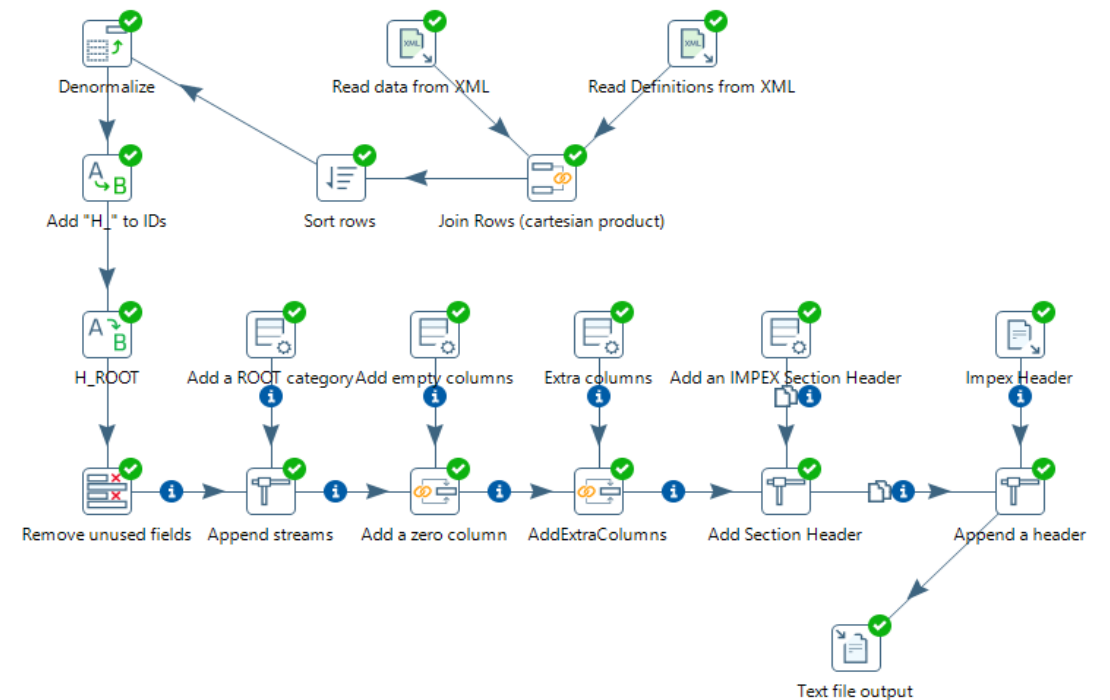 Denormalize
Read data from XML
Read Definitions from XML
Add "H_" to IDs
Sort rows
Join Rows (cartesian product)
H_ROOT
Add a ROOT category
Add empty columns
Extra columns
Add an IMPEX Section Header
Impex Header
Remove unused fields
Append streams
Add a zero column
AddExtraColumns
Add Section Header
Append a header
Text file output